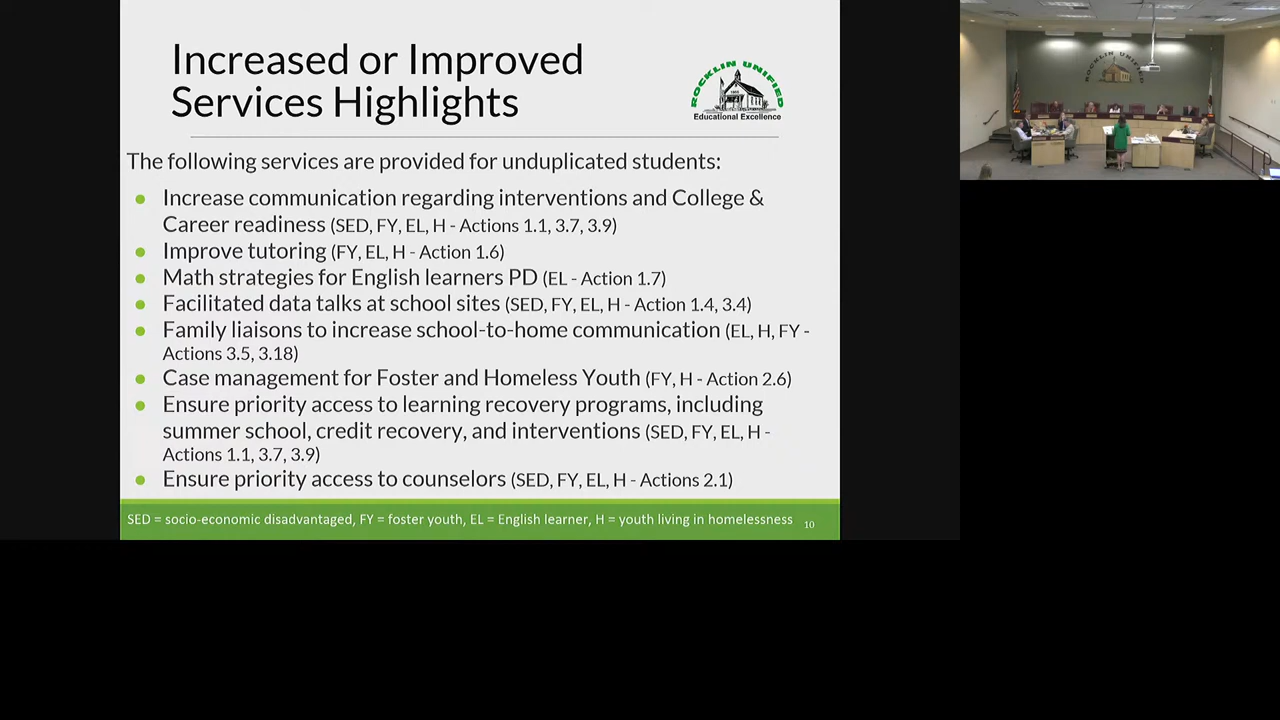 Increased or Improved
Services Highlights
ROCKLIN UNIFIED
Educational Excellence
The following services are provided for unduplicated students:
● Increase communication regarding interventions and College &
Career readiness (SED, FY, EL, H - Actions 1.1, 3.7, 3.9)
● Improve tutoring (FY, EL, H - Action 1.6)
● Math strategies for English learners PD (EL - Action 1.7)
● Facilitated data talks at school sites (SED, FY, EL, H - Action 1.4, 3.4)
● Family liaisons to increase school-to-home communication (EL, H, FY -
Actions 3.5, 3.18)
● Case management for Foster and Homeless Youth (FY, H - Action 2.6)
● Ensure priority access to learning recovery programs, including
summer school, credit recovery, and interventions (SED, FY, EL, H -
Actions 1.1, 3.7, 3.9)
● Ensure priority access to counselors (SED, FY, EL, H - Actions 2.1)
SED = socio-economic disadvantaged, FY = foster youth, EL = English learner, H = youth living in homelessness 10
ROCKLIN UNIFIED